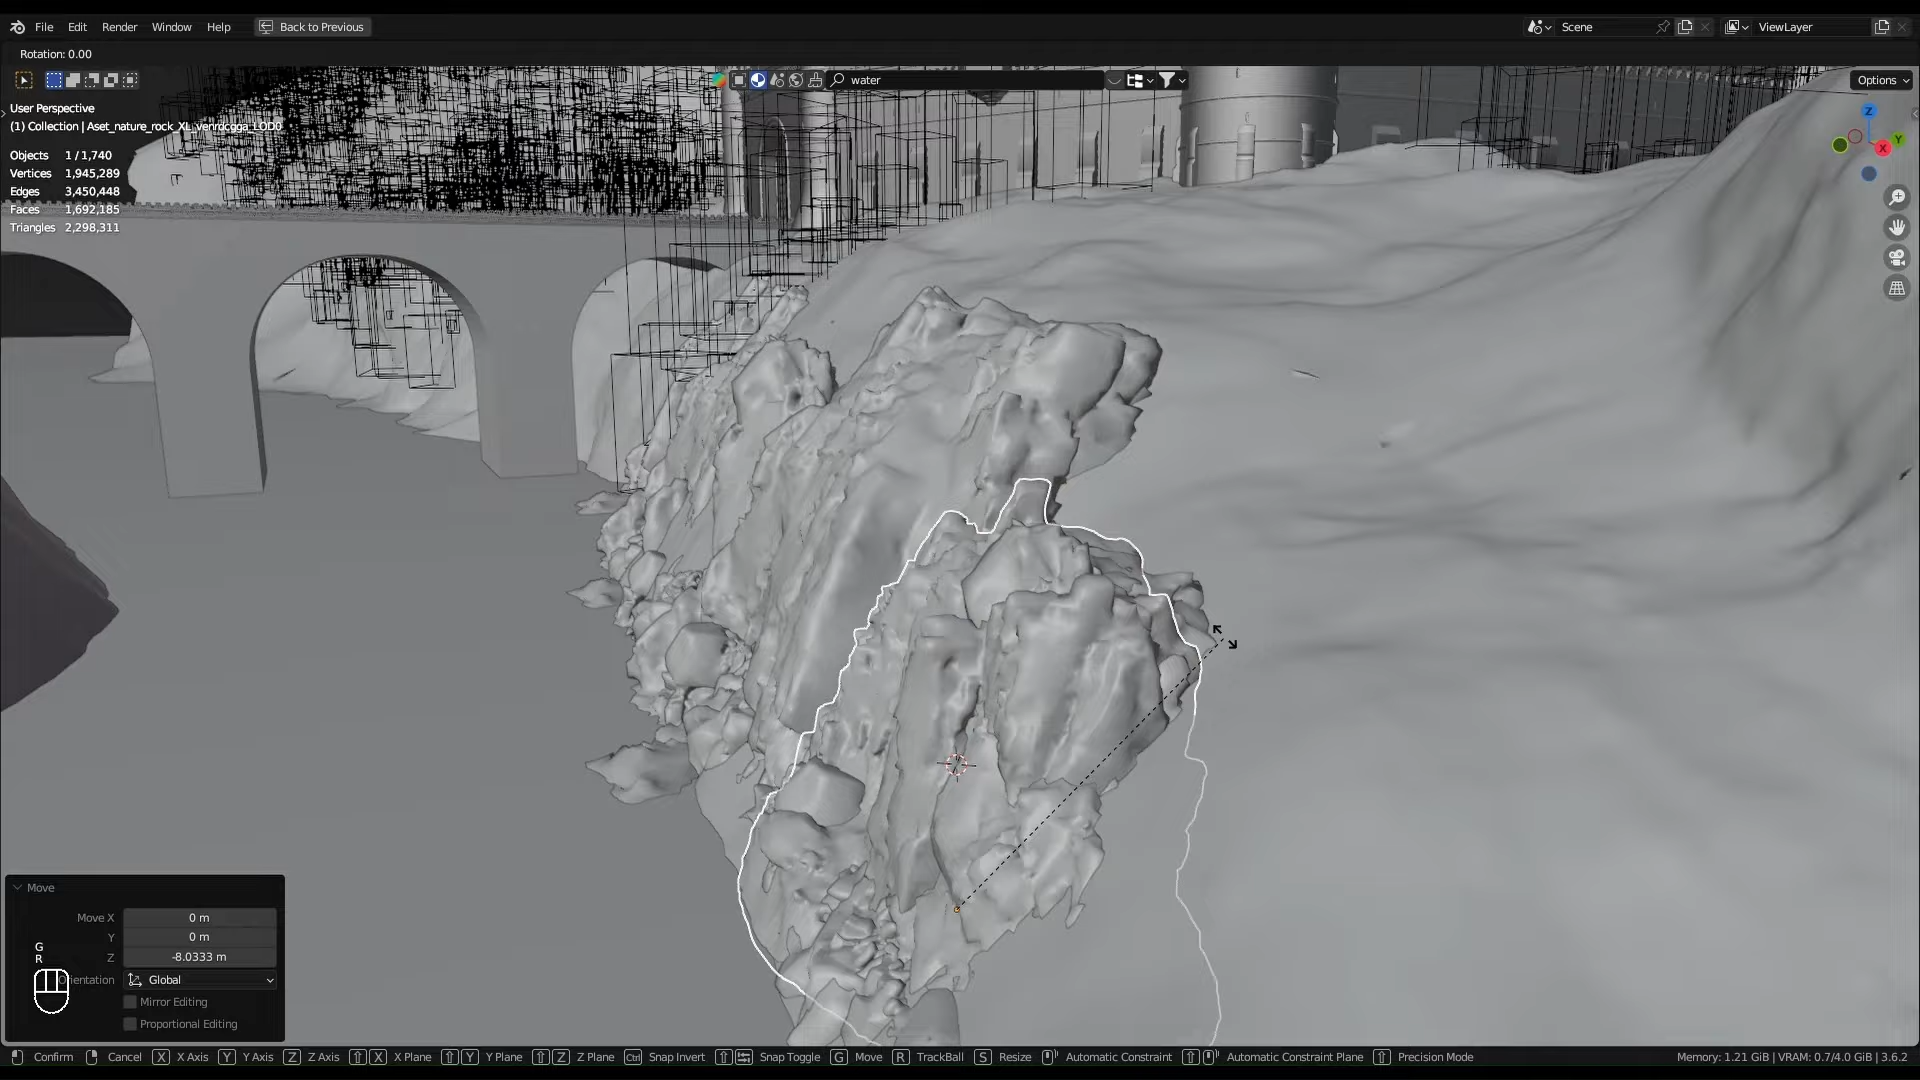 File Edit Render Window Help Back to Previous Scene ViewLayer
Rotation: 0.00
water Options
User Perspective
(1) Collection | Aset_nature_rock_XL_venrdcgga_LOD0
Objects 1 / 1,740
Vertices 1,945,289
Edges 3,450,448
Faces 1,692,185
Triangles 2,298,311
Z
Y
X
Move
Move X 0 m
Y 0 m
G
Z -8.0333 m
R
Orientation Global
Mirror Editing
Proportional Editing
Confirm Cancel X X Axis Y Y Axis Z Z Axis X X Plane Y Y Plane Z Z Plane Ctrl Snap Invert Snap Toggle G Move R TrackBall S Resize Automatic Constraint Automatic Constraint Plane Precision Mode Memory: 1.21 GiB | VRAM: 0.7/4.0 GiB | 3.6.2